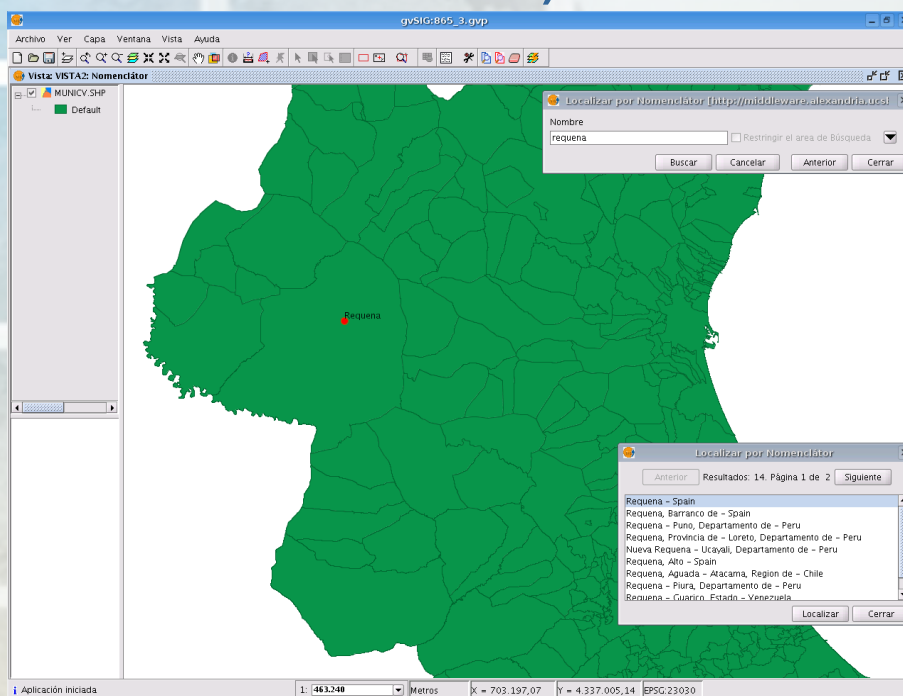 gvSIG:865_3.gvp
Archivo Ver Capa Ventana Vista Ayuda
Vista: VISTA2: Nomenclátor
MUNICV.SHP
Default
Localizar por Nomenclátor [http://middleware.alexandria.ucsl
Nombre
requena
Restringir el area de Búsqueda
Buscar Cancelar Anterior Cerrar
Requena
Localizar por Nomenclátor
Anterior Resultados: 14. Página 1 de 2 Siguiente
Requena - Spain
Requena, Barranco de - Spain
Requena - Puno, Departamento de - Peru
Requena, Provincia de - Loreto, Departamento de - Peru
Nueva Requena - Ucayali, Departamento de - Peru
Requena, Alto - Spain
Requena, Aguada - Atacama, Region de - Chile
Requena - Piura, Departamento de - Peru
Requena - Guarico, Estado - Venezuela
Localizar Cerrar
Aplicación iniciada. 1: 463.240 Metros X = 703.197,07 Y = 4.337.005,14 EPSG:23030